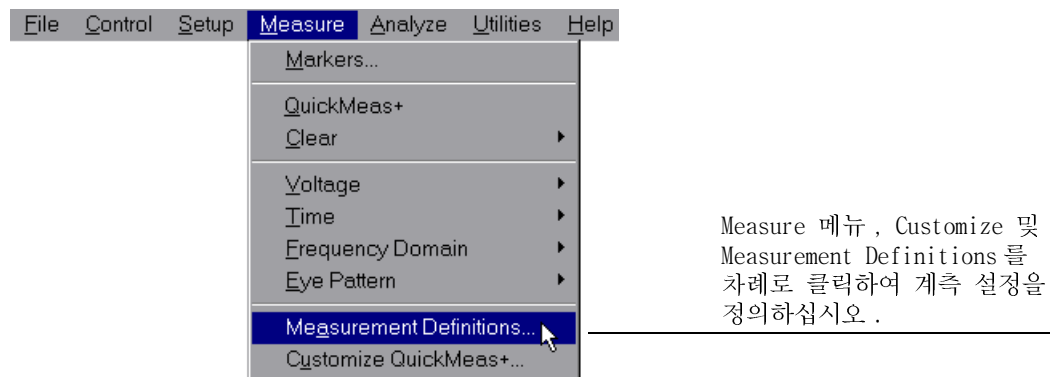 File Control Setup Measure Analyze Utilities Help
Markers...
QuickMeas+
Clear
Voltage
Time
Frequency Domain
Eye Pattern
Measurement Definitions...
Customize QuickMeas+...
Measure 메뉴 , Customize 및
Measurement Definitions 를
차례로 클릭하여 계측 설정을
정의하십시오 .